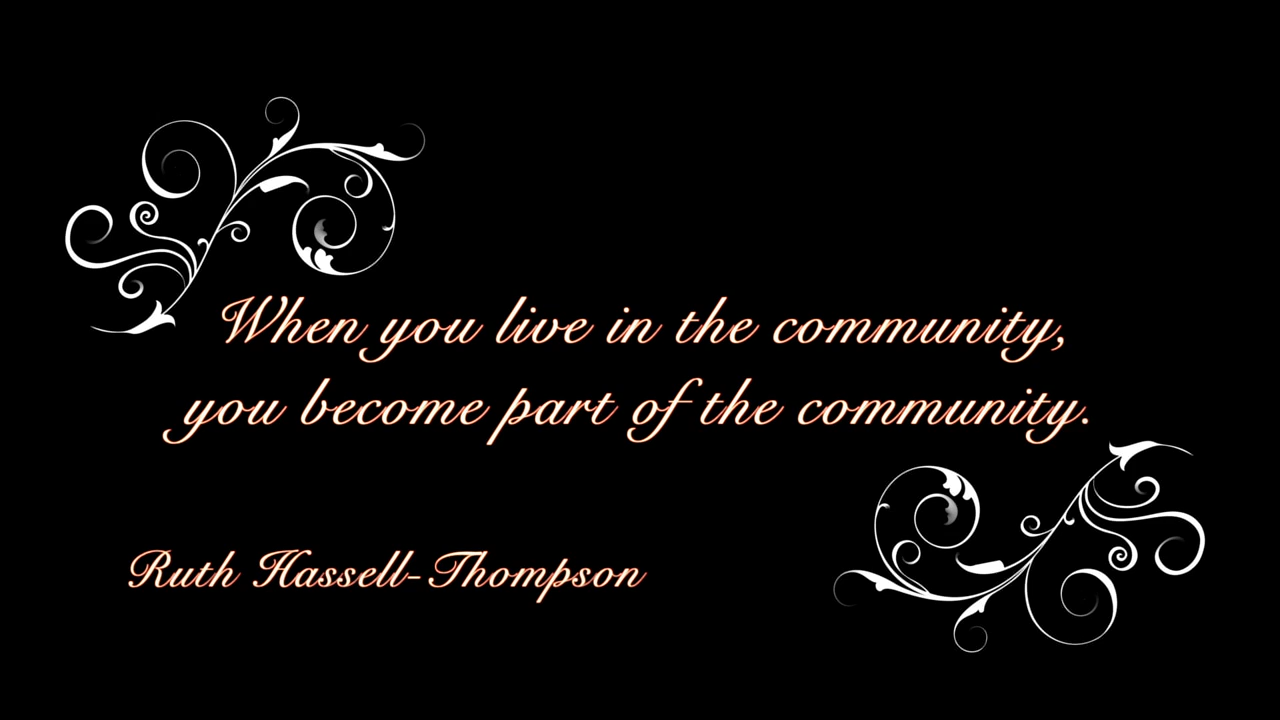 When you live in the community,
you become part of the community.
Ruth Hassell-Thompson